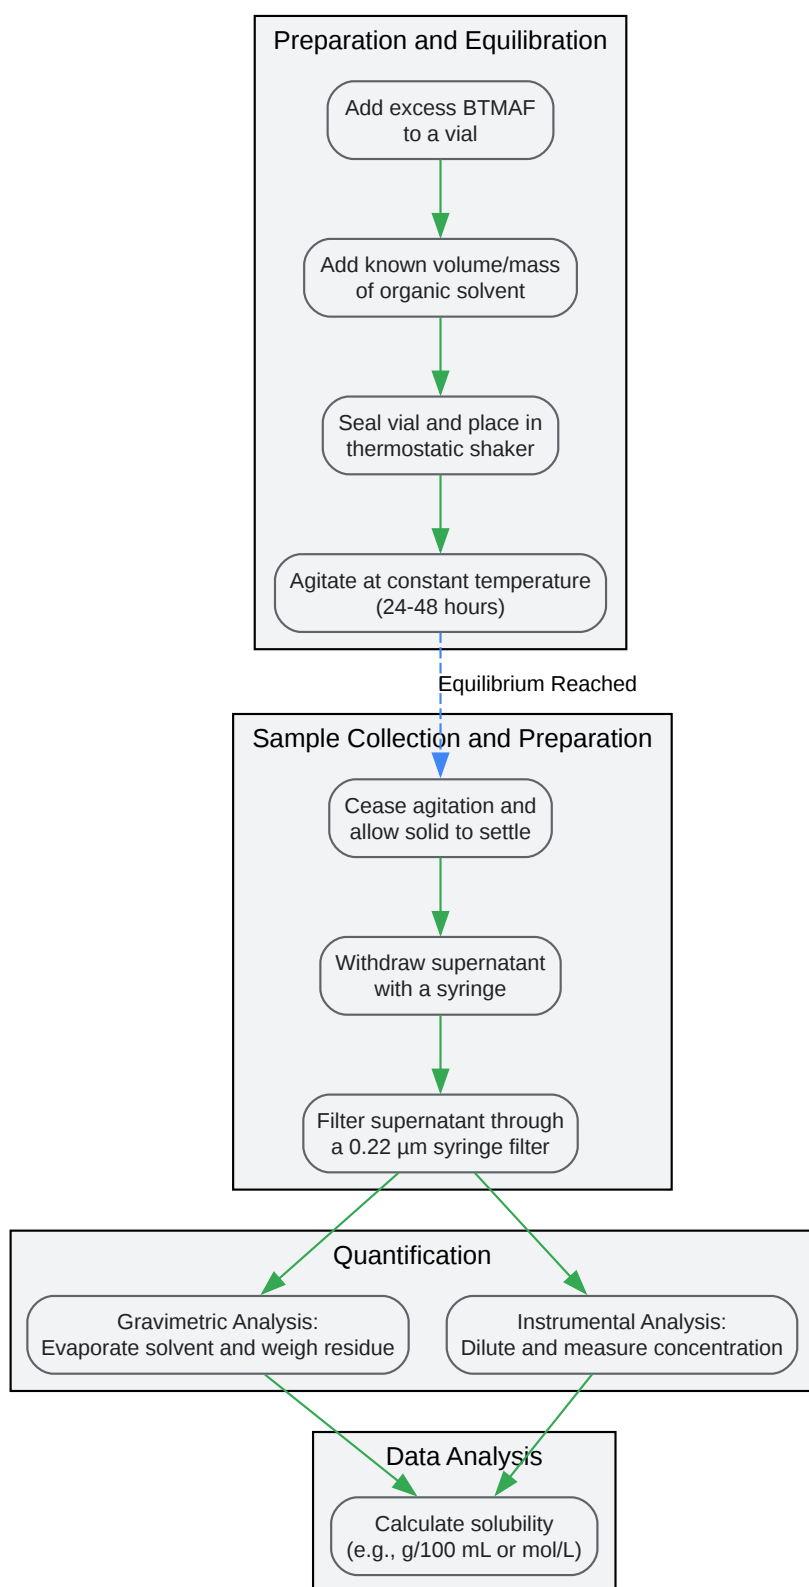 Preparation and Equilibration
Add excess BTMAF
to a vial
Add known volume/mass
of organic solvent
Seal vial and place in
thermostatic shaker
Agitate at constant temperature
(24-48 hours)
Equilibrium Reached
Sample Collection and Preparation
Cease agitation and
allow solid to settle
Withdraw supernatant
with a syringe
Filter supernatant through
a 0.22 µm syringe filter
Quantification
Gravimetric Analysis:
Evaporate solvent and weigh residue
Instrumental Analysis:
Dilute and measure concentration
Data Analysis
Calculate solubility
(e.g., g/100 mL or mol/L)